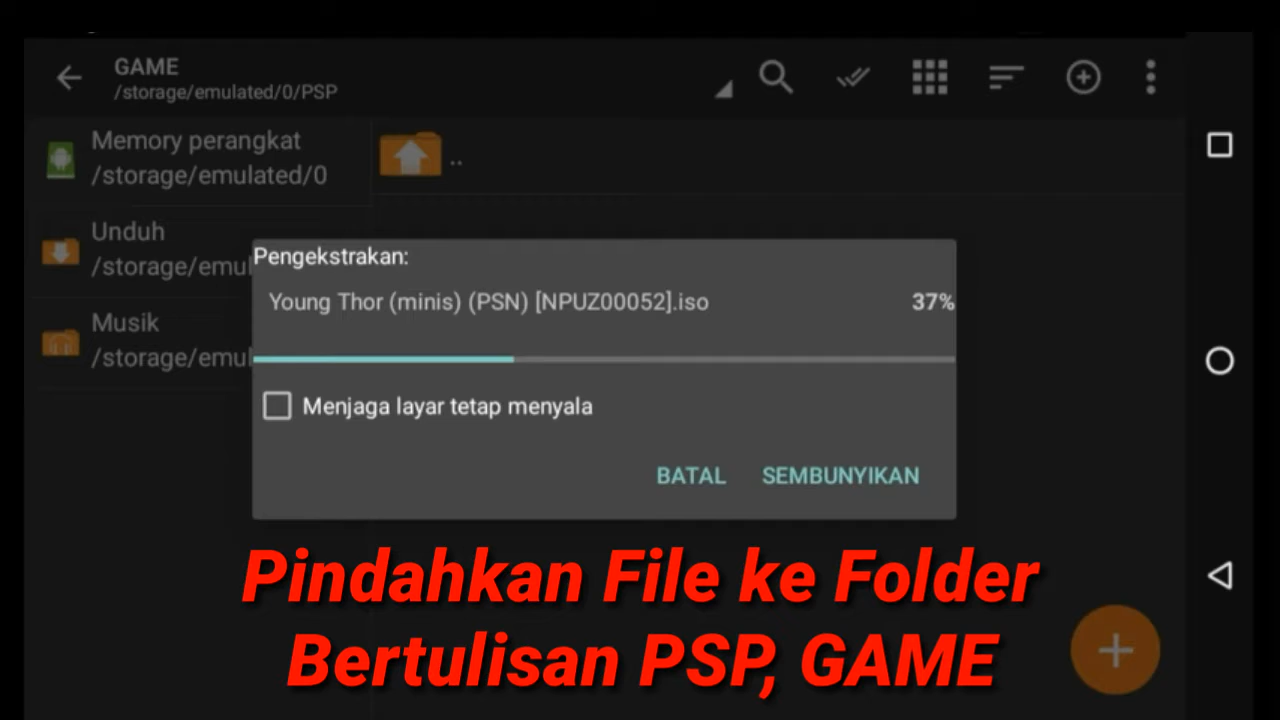 GAME
/storage/emulated/0/PSP
Memory perangkat
/storage/emulated/0
..
Unduh
/storage/emul
Musik
/storage/emul
Pengekstrakan:
Young Thor (minis) (PSN) [NPUZ00052].iso 37%
Menjaga layar tetap menyala
BATAL SEMBUNYIKAN
Pindahkan File ke Folder
Bertulisan PSP, GAME